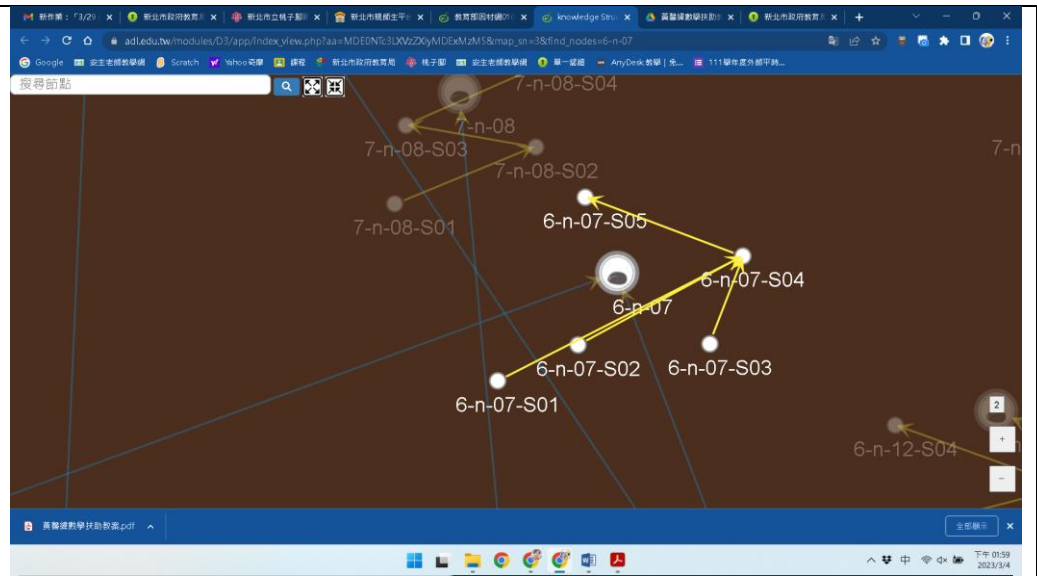 新作業：「3/29
新北市政府教育
新北市立桃子腳
新北市親師生平
教育部因材網
knowledge Stru
黃馨緯數學扶助
新北市政府教育
adl.edu.tw/modules/D3/app/index_view.php?aa=MDE0NTc3LXVzZXIyMDExMzM5&map_sn=3&find_nodes=6-n-07
Google
安主老師教學網
Scratch
Yahoo奇摩
課程
新北市政府教育局
桃子腳
安主老師教學網
單一認證
AnyDesk 教學 | 免...
111學年度外部平時...
搜尋節點
7-n-08-S04
7-n-08
7-n-08-S03
7-n
7-n-08-S02
6-n-07-S05
7-n-08-S01
6-n-07-S04
6-n-07
6-n-07-S02
6-n-07-S03
6-n-07-S01
2
+
6-n-12-S04
−
數學扶助教案.pdf
全部顯示
中
下午 01:59
2023/3/4